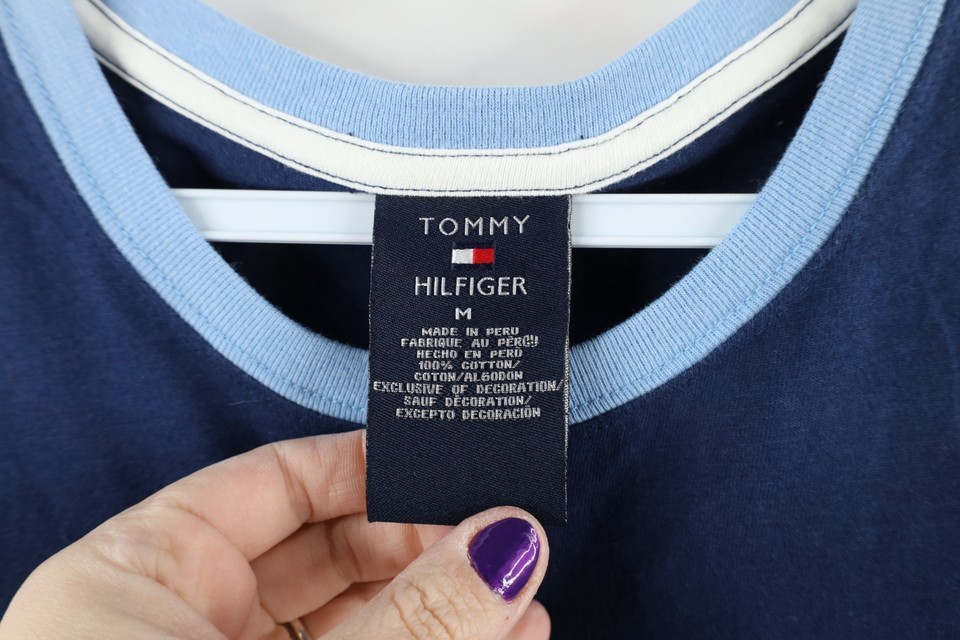 TOMMY
HILFIGER
M
MADE IN PERU
FABRIQUE AU PÉROU
HECHO EN PERÚ
100% COTTON/
COTON/ALGODON
EXCLUSIVE OF DECORATION/
SAUF DÉCORATION/
EXCEPTO DECORACIÓN